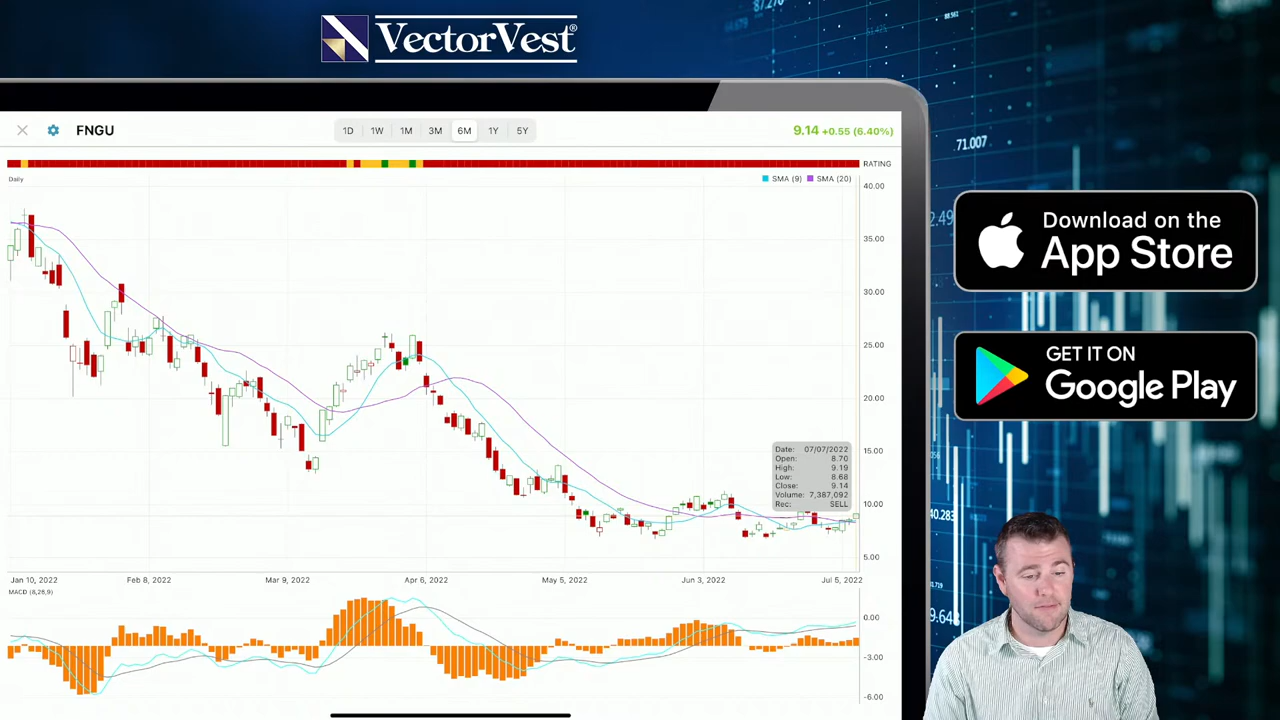 VectorVest®
FNGU
1D 1W 1M 3M 6M 1Y 5Y
9.14 +0.55 (6.40%)
RATING
Daily
SMA (9) SMA (20)
40.00
35.00
30.00
25.00
20.00
15.00
10.00
5.00
Date: 07/07/2022
Open: 8.70
High: 9.19
Low: 8.68
Close: 9.14
Volume: 7,387,092
Rec: SELL
Jan 10, 2022 Feb 8, 2022 Mar 9, 2022 Apr 6, 2022 May 5, 2022 Jun 3, 2022 Jul 5, 2022
MACD (8,26,9)
0.00
-3.00
-6.00
71.007
Download on the
App Store
GET IT ON
Google Play
40.283